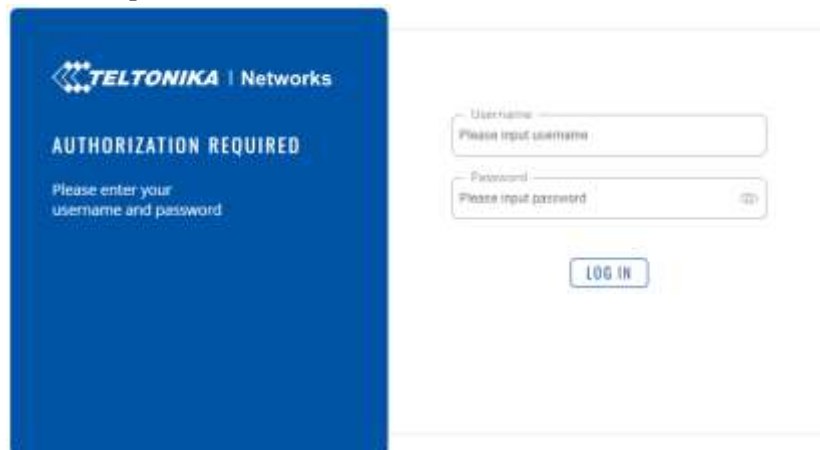 TELTONIKA | Networks
AUTHORIZATION REQUIRED
Please enter your
username and password
Username
Please input username
Password
Please input password
LOG IN